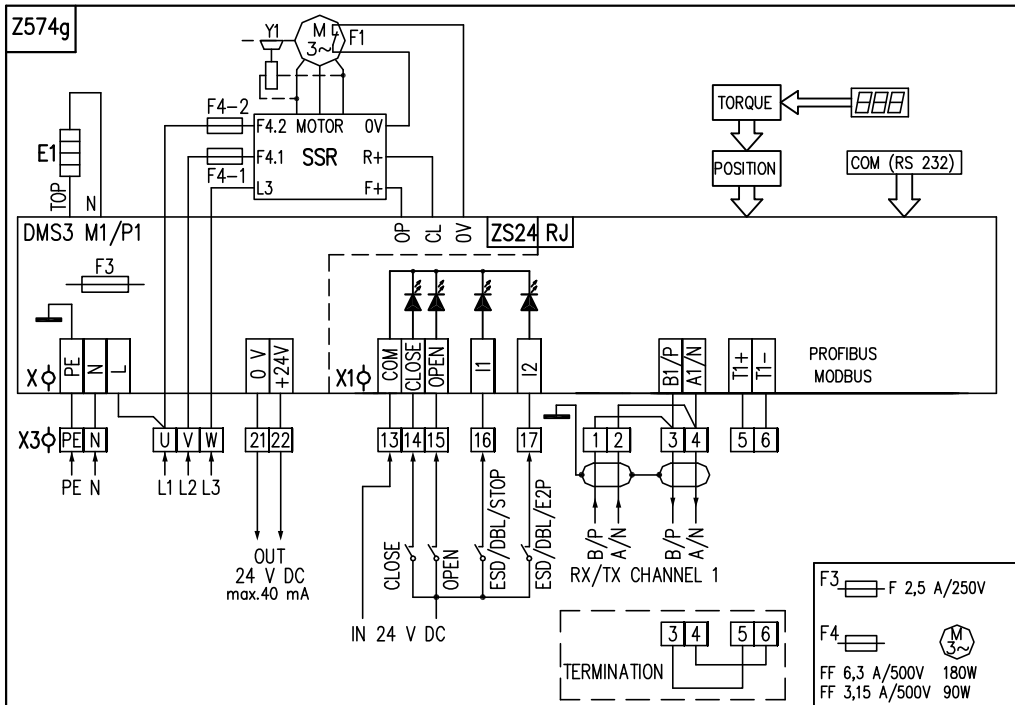 Z574g
Y1
M
3~
F1
F4-2
F4.2 MOTOR 0V
E1
SSR
F4.1
R+
F4-1
L3
F+
TORQUE
POSITION
COM (RS 232)
TOP
N
OP
CL
0V
DMS3 M1/P1
ZS24 RJ
F3
X
PE
N
L
0 V
+24V
X1
COM
CLOSE
OPEN
I1
I2
B1/P
A1/N
T1+
T1-
PROFIBUS
MODBUS
X3
PE N
U V W
21 22
13 14 15
16
17
1 2
3 4
5 6
PE N
L1 L2 L3
OUT
24 V DC
max.40 mA
CLOSE
OPEN
ESD/DBL/STOP
ESD/DBL/E2P
B/P
A/N
B/P
A/N
RX/TX CHANNEL 1
IN 24 V DC
TERMINATION
3 4
5 6
F3
F 2,5 A/250V
F4
M
3~
FF 6,3 A/500V 180W
FF 3,15 A/500V 90W